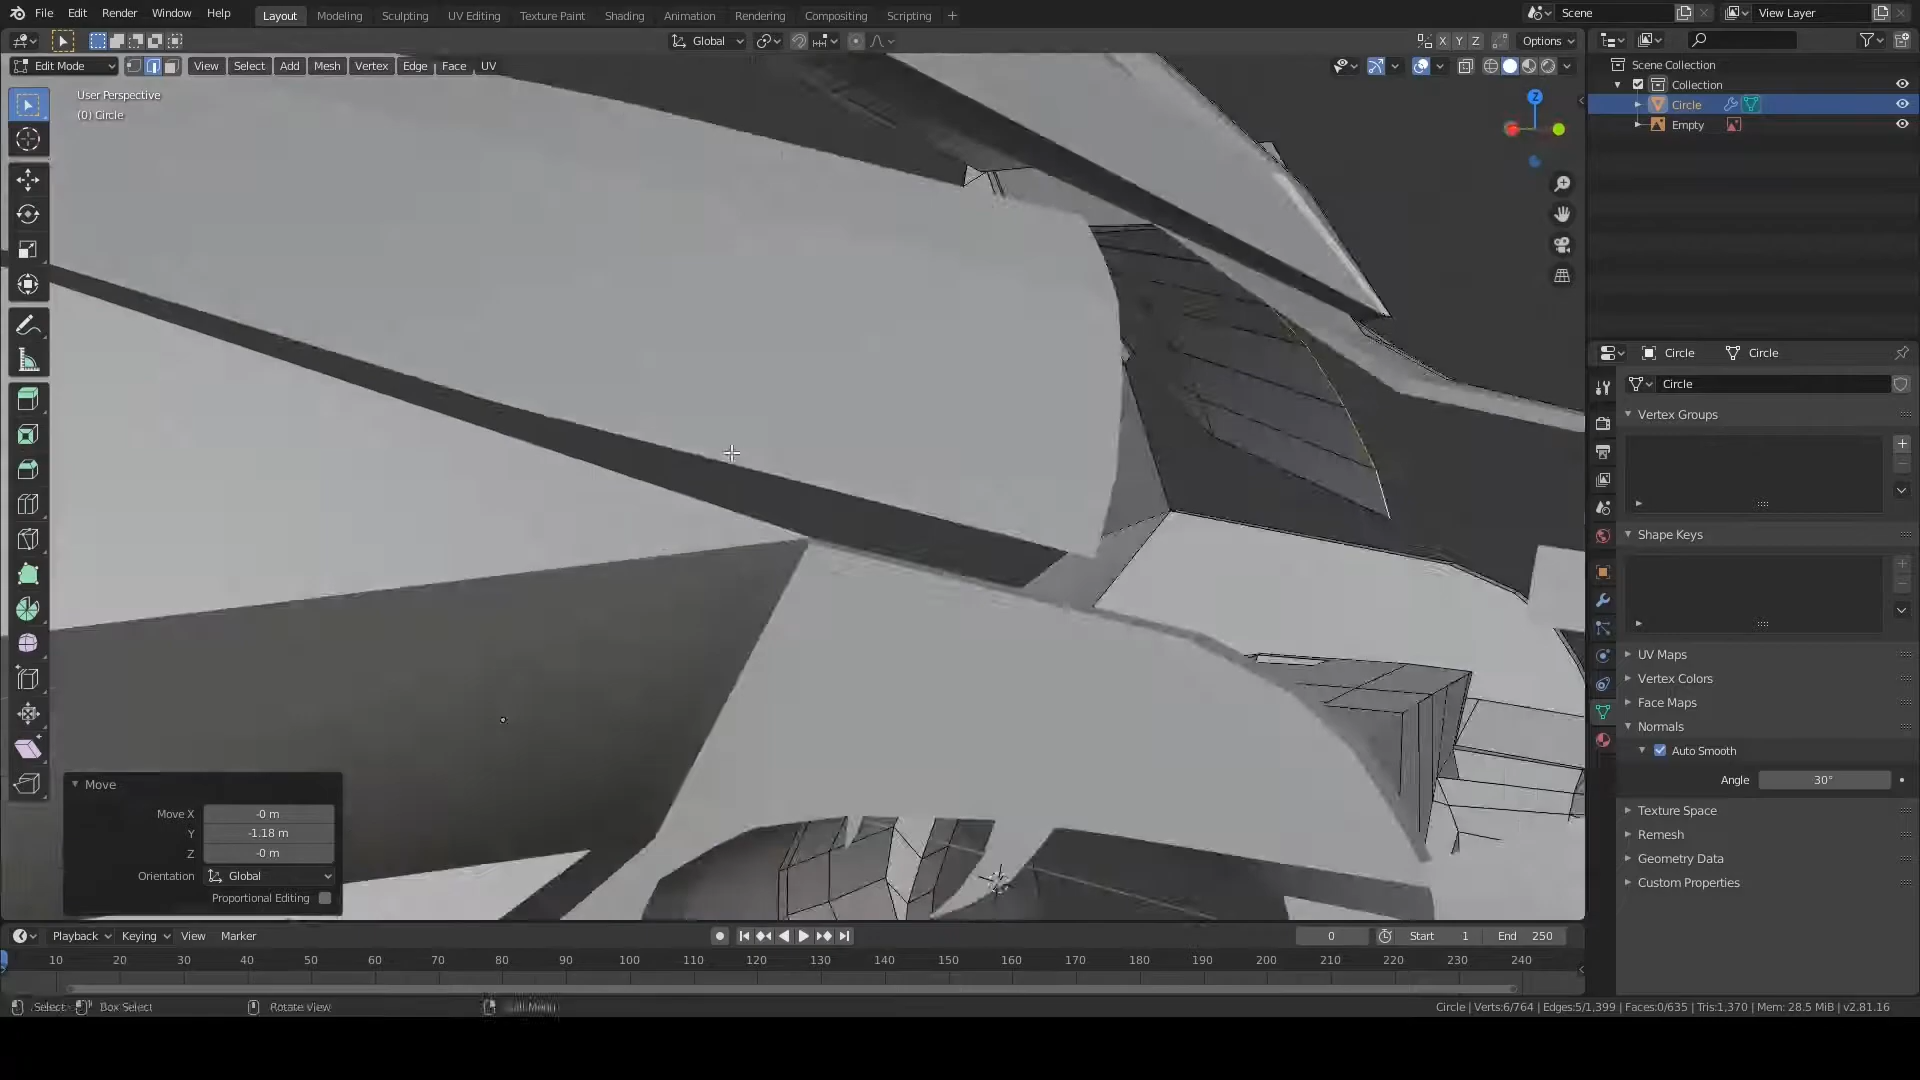 File Edit Render Window Help Layout Modeling Sculpting UV Editing Texture Paint Shading Animation Rendering Compositing Scripting + Scene View Layer
Global X Y Z Options
Edit Mode View Select Add Mesh Vertex Edge Face UV
User Perspective
(0) Circle
Z
Scene Collection
Collection
Circle
Empty
Circle Circle
Circle
Vertex Groups
Shape Keys
UV Maps
Vertex Colors
Face Maps
Normals
Auto Smooth
Angle 30°
Texture Space
Remesh
Geometry Data
Custom Properties
Move
Move X -0 m
Y -1.18 m
Z -0 m
Orientation Global
Proportional Editing
Playback Keying View Marker 0 Start 1 End 250
10 20 30 40 50 60 70 80 90 100 110 120 130 140 150 160 170 180 190 200 210 220 230 240
Select Box Select Rotate View Call Menu Circle | Verts:6/764 | Edges:5/1,399 | Faces:0/635 | Tris:1,370 | Mem: 28.5 MiB | v2.81.16